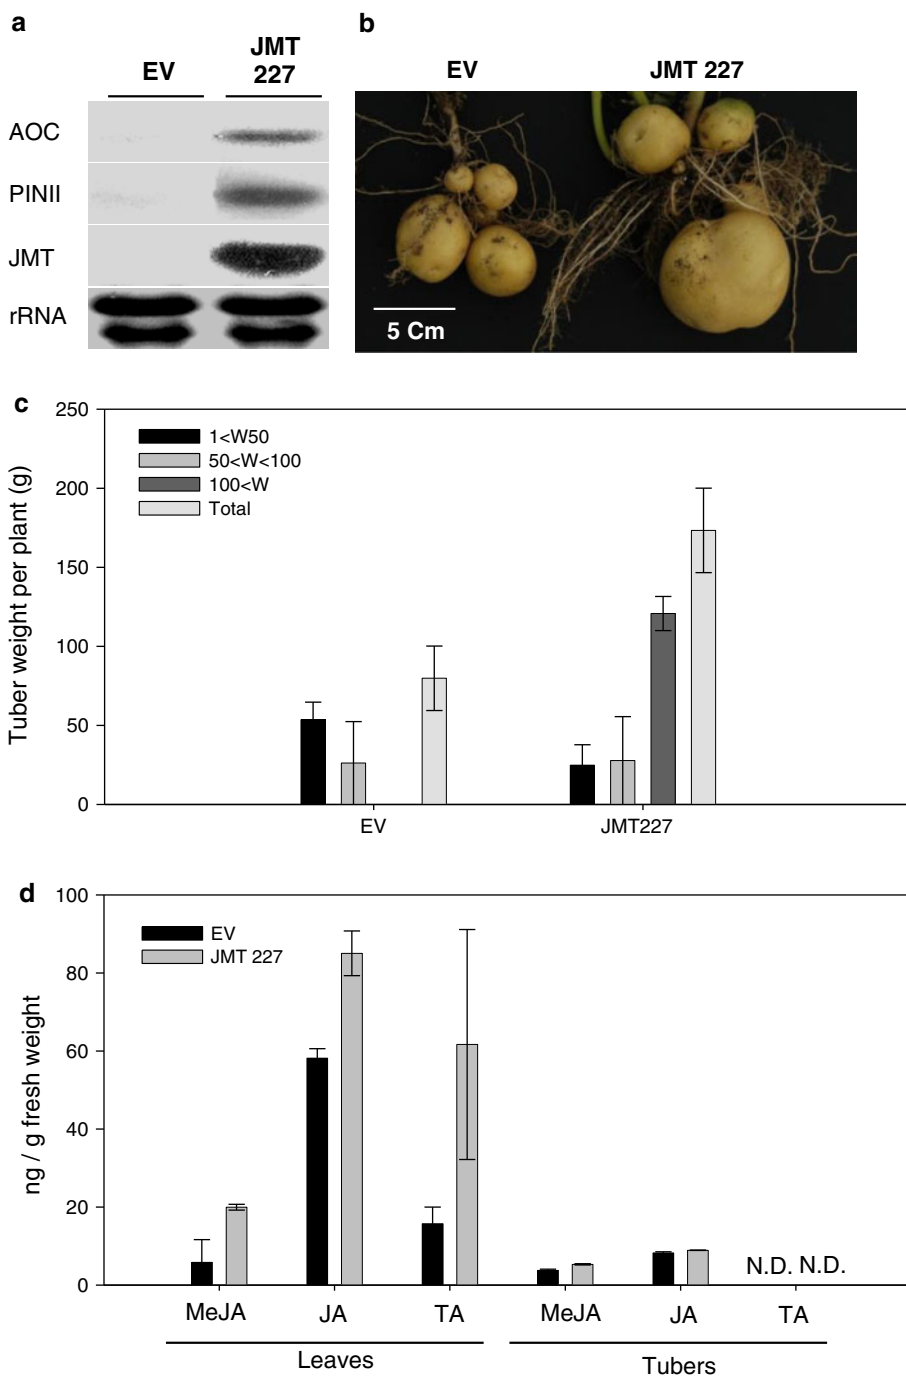 a
EV
JMT
227
AOC
PINII
JMT
rRNA
b
EV
JMT 227
5 Cm
c
Tuber weight per plant (g)
250
200
150
100
50
0
1<W50
50<W<100
100<W
Total
EV
JMT227
d
ng / g fresh weight
100
80
60
40
20
0
EV
JMT 227
N.D. N.D.
MeJA
JA
TA
MeJA
JA
TA
Leaves
Tubers